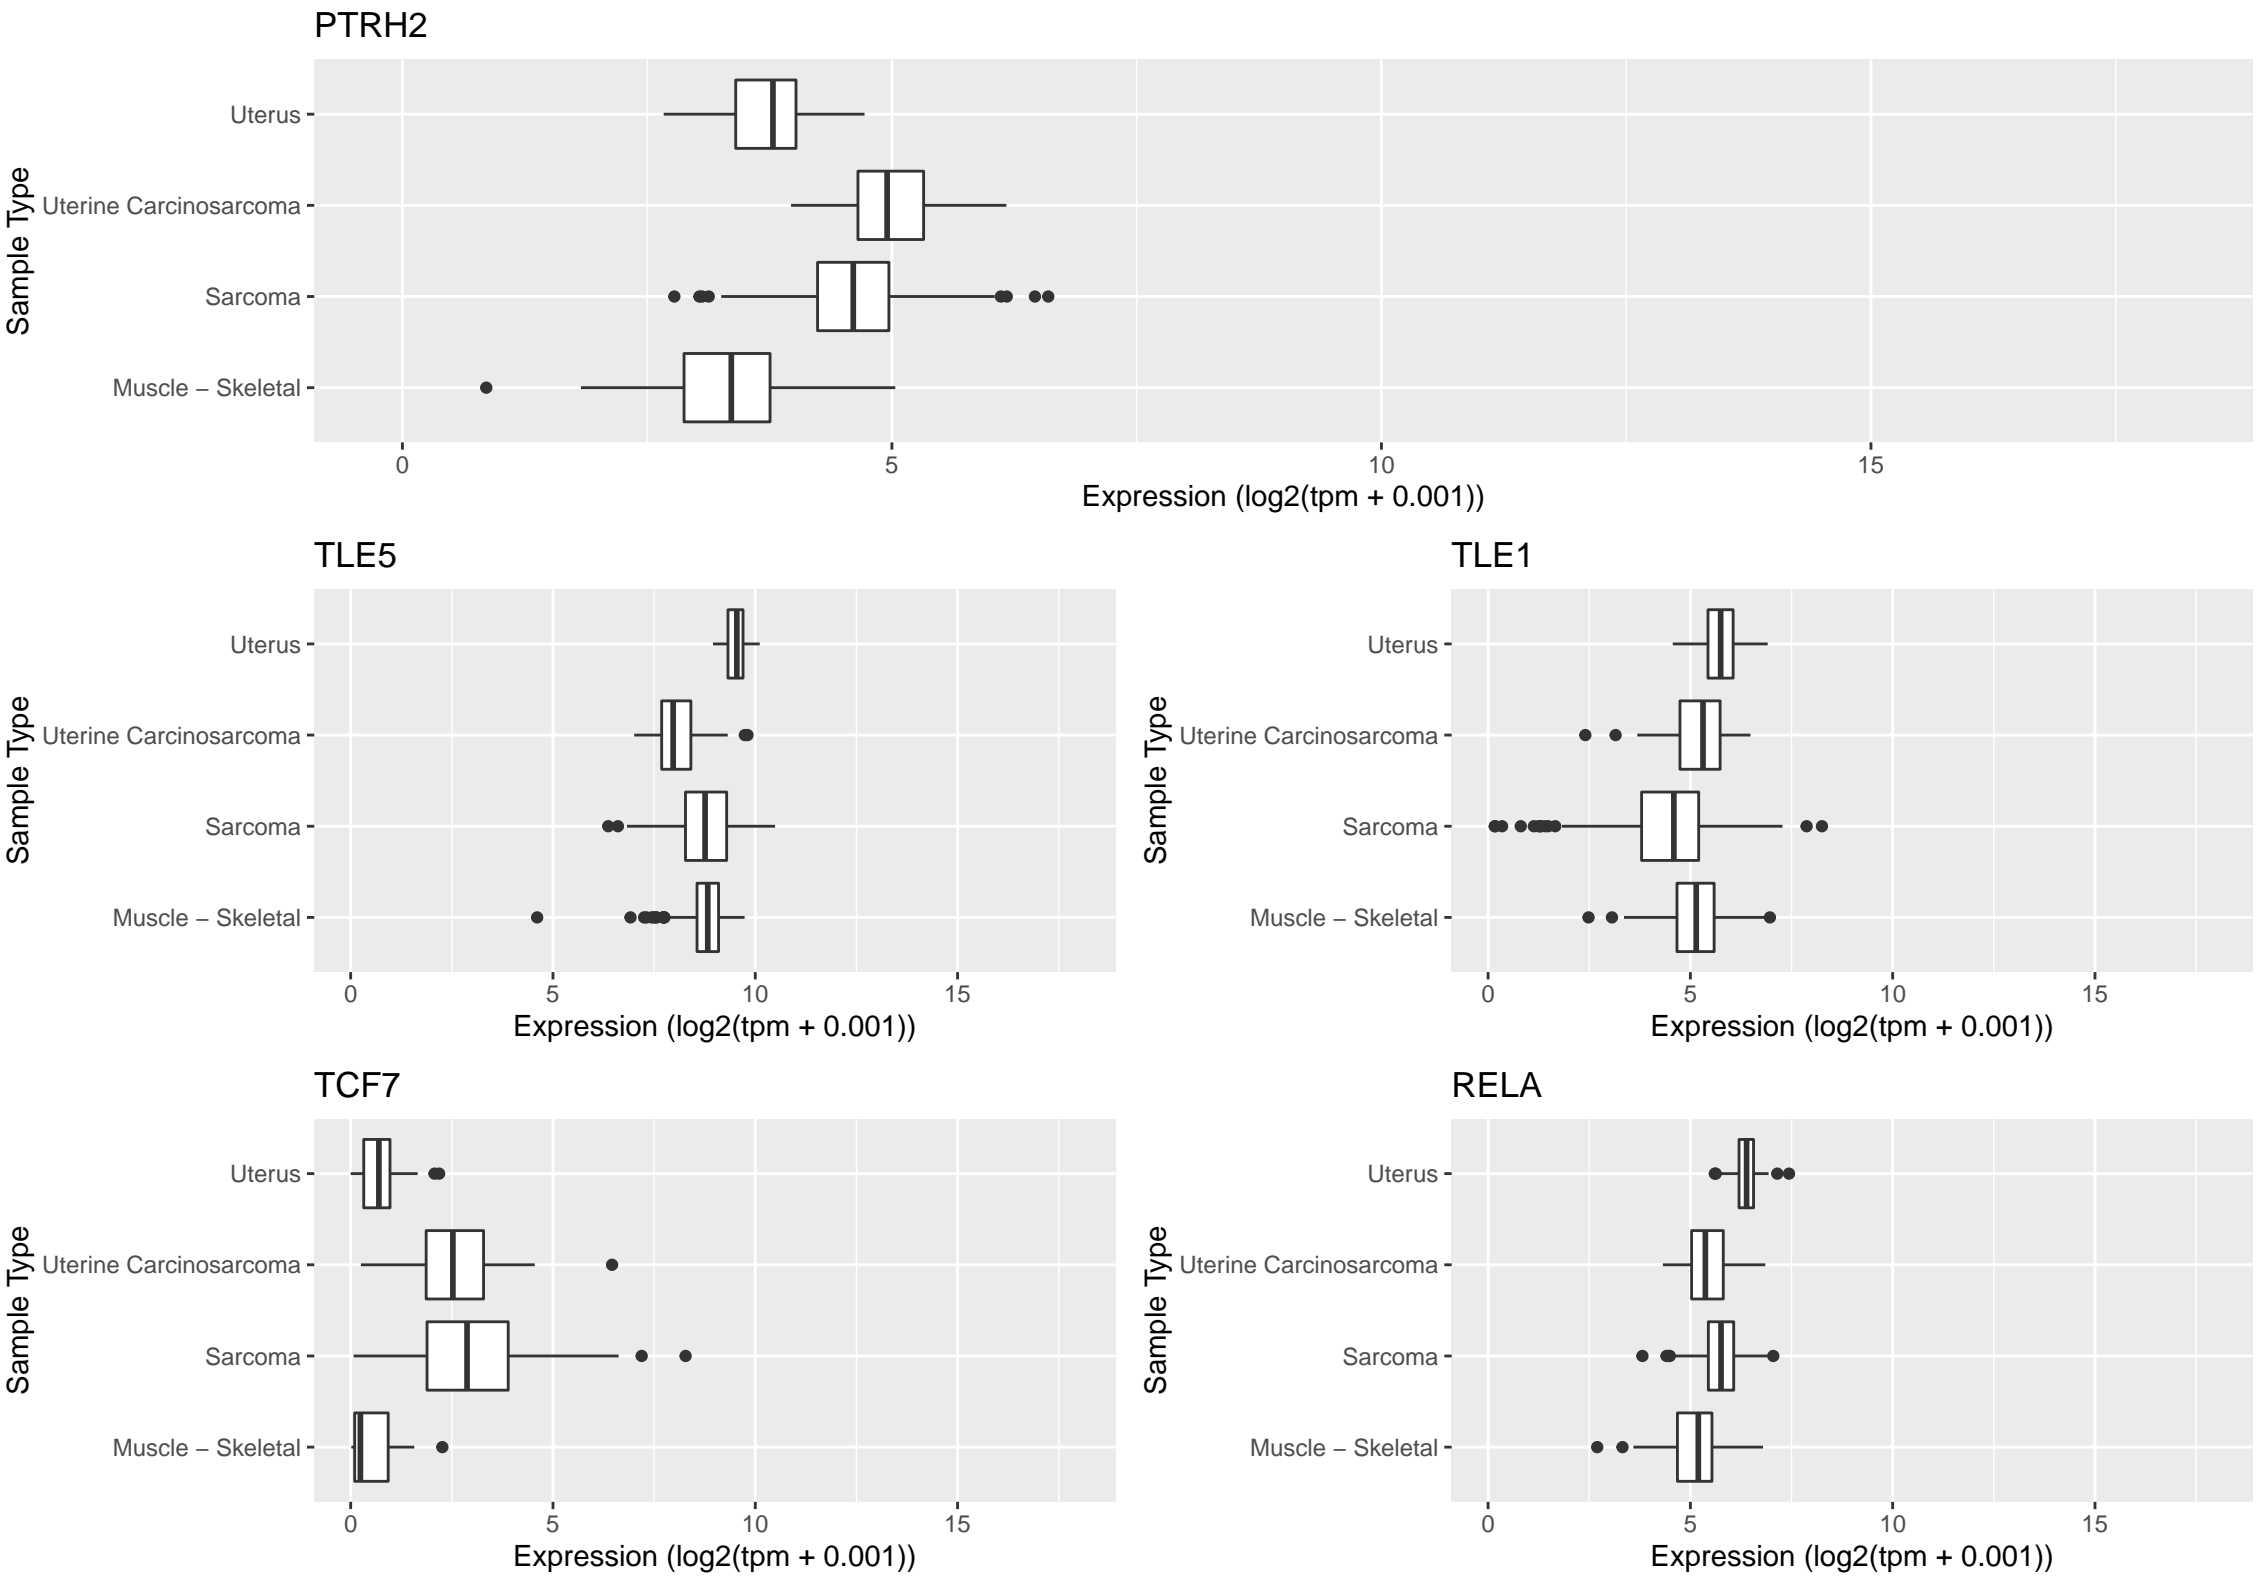 PTRH2
Sample Type
Uterus
Uterine Carcinosarcoma
Sarcoma
Muscle – Skeletal
0 5 10 15
Expression (log2(tpm + 0.001))
TLE5
Sample Type
Uterus
Uterine Carcinosarcoma
Sarcoma
Muscle – Skeletal
0 5 10 15
Expression (log2(tpm + 0.001))
TLE1
Sample Type
Uterus
Uterine Carcinosarcoma
Sarcoma
Muscle – Skeletal
0 5 10 15
Expression (log2(tpm + 0.001))
TCF7
Sample Type
Uterus
Uterine Carcinosarcoma
Sarcoma
Muscle – Skeletal
0 5 10 15
Expression (log2(tpm + 0.001))
RELA
Sample Type
Uterus
Uterine Carcinosarcoma
Sarcoma
Muscle – Skeletal
0 5 10 15
Expression (log2(tpm + 0.001))